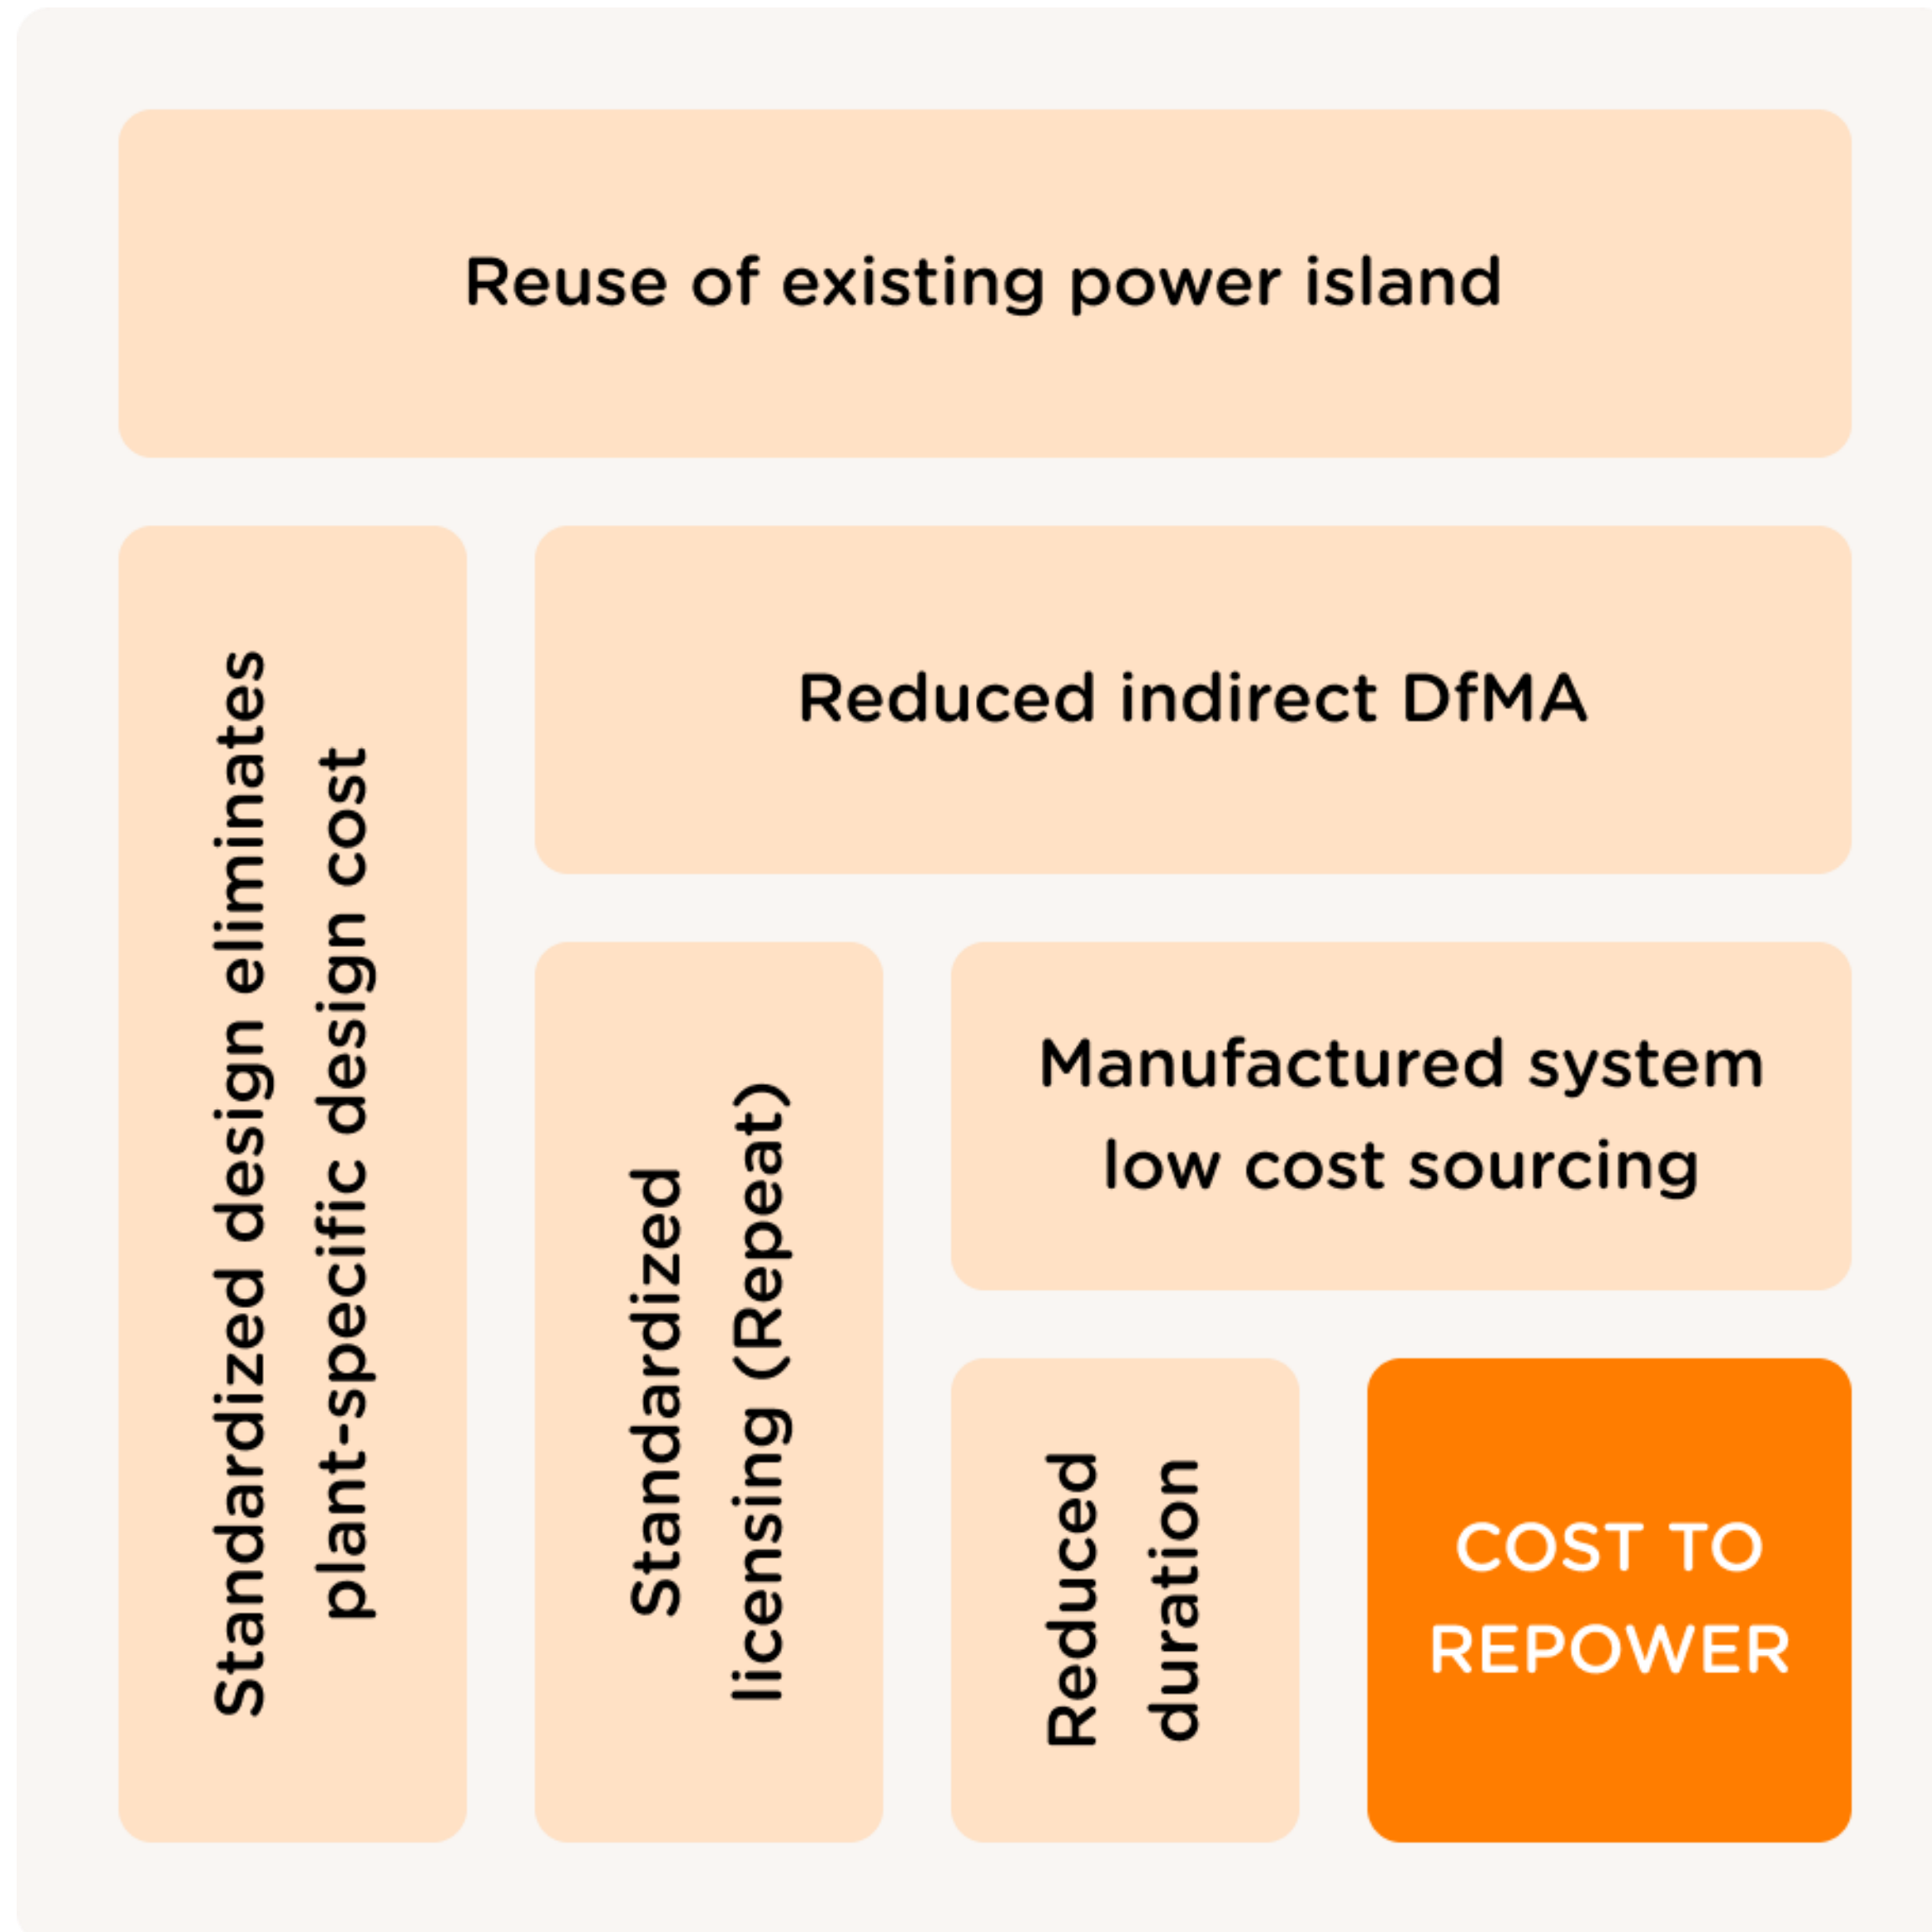 Reuse of existing power island
Standardized design eliminates
plant-specific design cost
Reduced indirect DfMA
Standardized
licensing (Repeat)
Manufactured system
low cost sourcing
Reduced
duration
COST TO
REPOWER